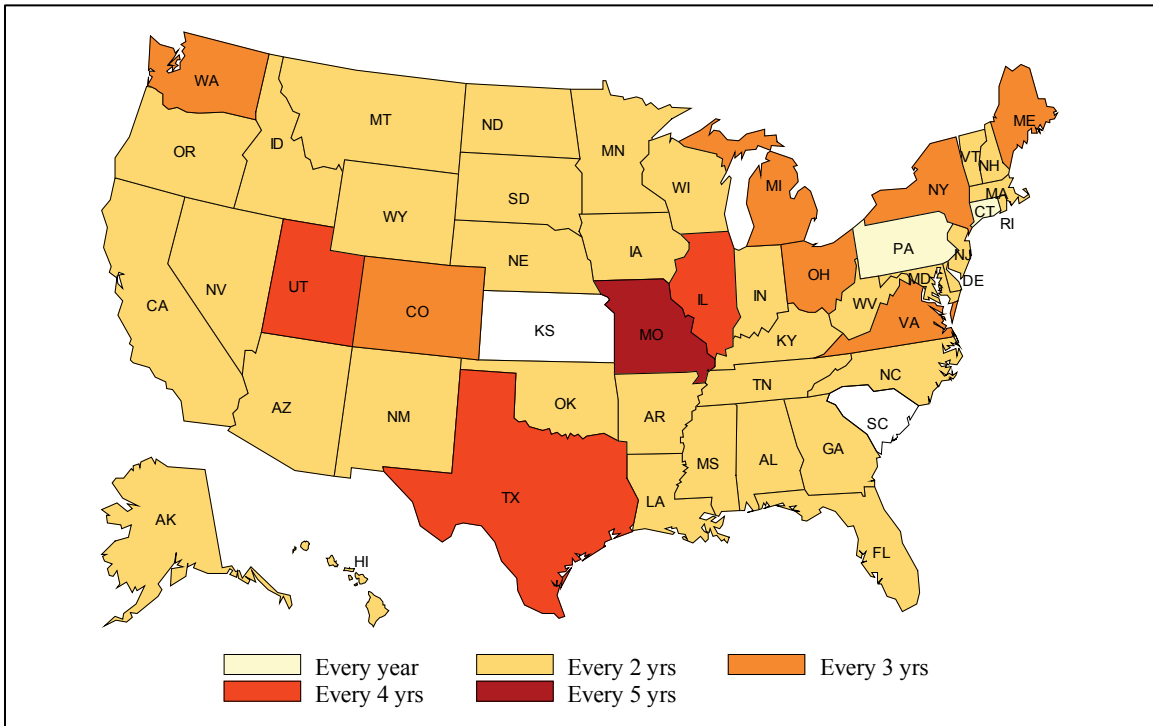 WA
ME
MT
ND
MN
ID
OR
VT
NH
WI
MI
NY
MA
SD
CT
WY
RI
PA
IA
NJ
NE
OH
MD
DE
UT
NV
IL
IN
WV
CA
CO
VA
KS
MO
KY
NC
TN
OK
AZ
NM
AR
SC
GA
MS
AL
TX
LA
AK
FL
HI
Every year
Every 2 yrs
Every 3 yrs
Every 4 yrs
Every 5 yrs